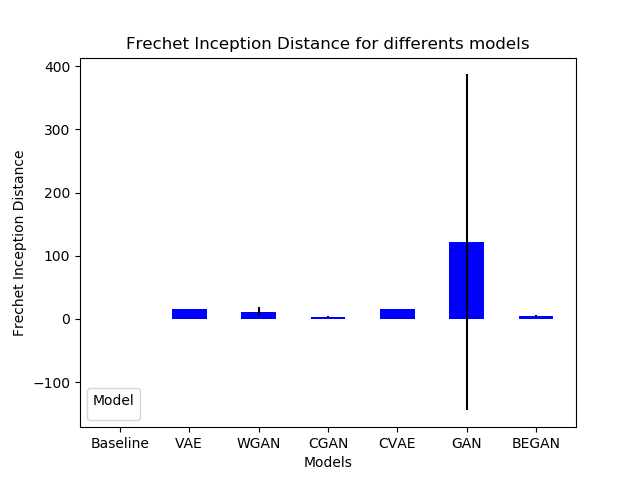 Frechet Inception Distance for differents models
Frechet Inception Distance
400
300
200
100
0
−100
Model
Baseline VAE WGAN CGAN CVAE GAN BEGAN
Models